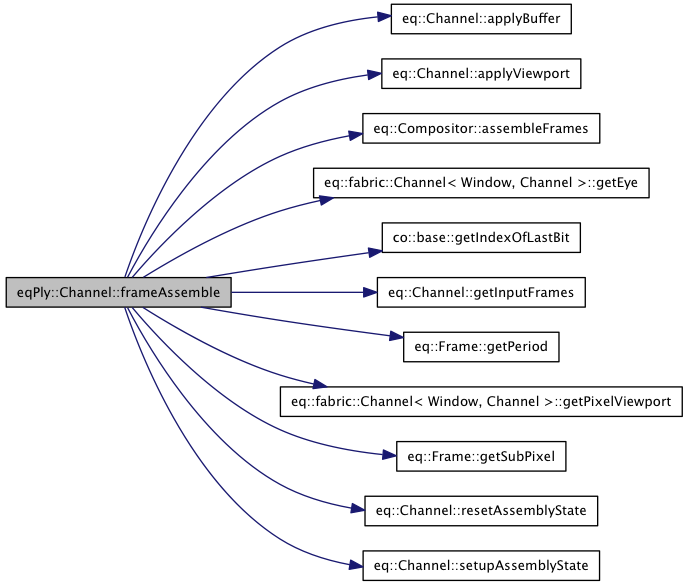 eq::Channel::applyBuffer
eq::Channel::applyViewport
eq::Compositor::assembleFrames
eq::fabric::Channel< Window, Channel >::getEye
co::base::getIndexOfLastBit
eqPly::Channel::frameAssemble
eq::Channel::getInputFrames
eq::Frame::getPeriod
eq::fabric::Channel< Window, Channel >::getPixelViewport
eq::Frame::getSubPixel
eq::Channel::resetAssemblyState
eq::Channel::setupAssemblyState